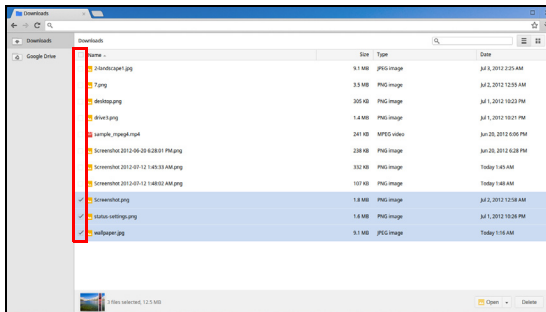 Downloads
Downloads
Downloads
Google Drive
Name Size Type Date
2-landscape1.jpg 9.1 MB JPEG image Jul 3, 2012 2:25 AM
7.png 3.5 MB PNG image Jul 2, 2012 12:55 AM
desktop.png 305 KB PNG image Jul 1, 2012 10:23 PM
drive3.png 1.4 MB PNG image Jul 1, 2012 10:21 PM
sample_mpeg4.mp4 241 KB MPEG video Jun 20, 2012 6:06 PM
Screenshot 2012-06-20 6:28:01 PM.png 238 KB PNG image Jun 20, 2012 6:28 PM
Screenshot 2012-07-12 1:45:33 AM.png 332 KB PNG image Today 1:45 AM
Screenshot 2012-07-12 1:48:02 AM.png 107 KB PNG image Today 1:48 AM
Screenshot.png 1.8 MB PNG image Jul 2, 2012 12:58 AM
status-settings.png 1.6 MB PNG image Jul 1, 2012 10:26 PM
wallpaper.jpg 9.1 MB JPEG image Today 1:16 AM
3 files selected, 12.5 MB Open Delete